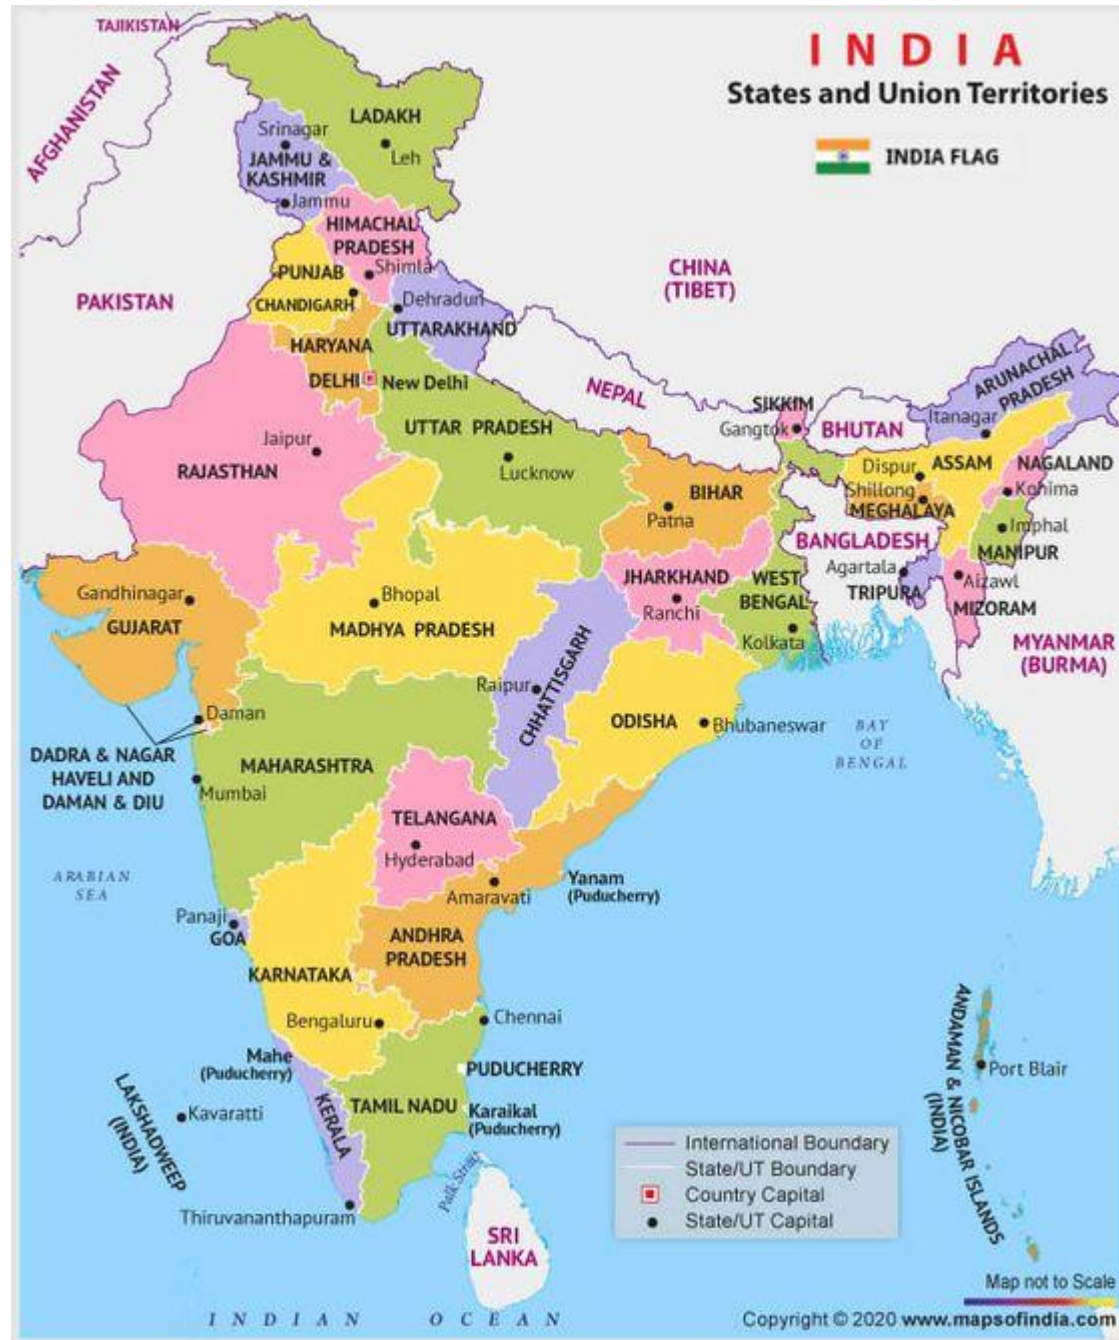 INDIA
States and Union Territories
INDIA FLAG
TAJIKISTAN
AFGHANISTAN
PAKISTAN
CHINA
(TIBET)
NEPAL
BHUTAN
BANGLADESH
MYANMAR
(BURMA)
SRI
LANKA
LADAKH
Leh
Srinagar
JAMMU &
KASHMIR
Jammu
HIMACHAL
PRADESH
Shimla
PUNJAB
CHANDIGARH
Dehradun
UTTARAKHAND
HARYANA
DELHI
New Delhi
UTTAR PRADESH
Lucknow
Jaipur
RAJASTHAN
BIHAR
Patna
SIKKIM
Gangtok
ARUNACHAL
PRADESH
Itanagar
Dispur
ASSAM
NAGALAND
Kohima
Shillong
MEGHALAYA
Imphal
MANIPUR
Agartala
TRIPURA
Aizawl
MIZORAM
Gandhinagar
GUJARAT
Bhopal
MADHYA PRADESH
JHARKHAND
Ranchi
WEST
BENGAL
Kolkata
CHHATTISGARH
Raipur
ODISHA
Bhubaneswar
Daman
DADRA & NAGAR
HAVELI AND
DAMAN & DIU
MAHARASHTRA
Mumbai
TELANGANA
Hyderabad
Amaravati
Yanam
(Puducherry)
ANDHRA
PRADESH
Panaji
GOA
KARNATAKA
Bengaluru
Chennai
Mahe
(Puducherry)
PUDUCHERRY
KERALA
TAMIL NADU
Karaikal
(Puducherry)
Thiruvananthapuram
LAKSHADWEEP
(INDIA)
Kavaratti
ANDAMAN & NICOBAR ISLANDS
(INDIA)
Port Blair
ARABIAN
SEA
BAY
OF
BENGAL
Palk Strait
INDIAN OCEAN
International Boundary
State/UT Boundary
Country Capital
State/UT Capital
Map not to Scale
Copyright © 2020 www.mapsofindia.com